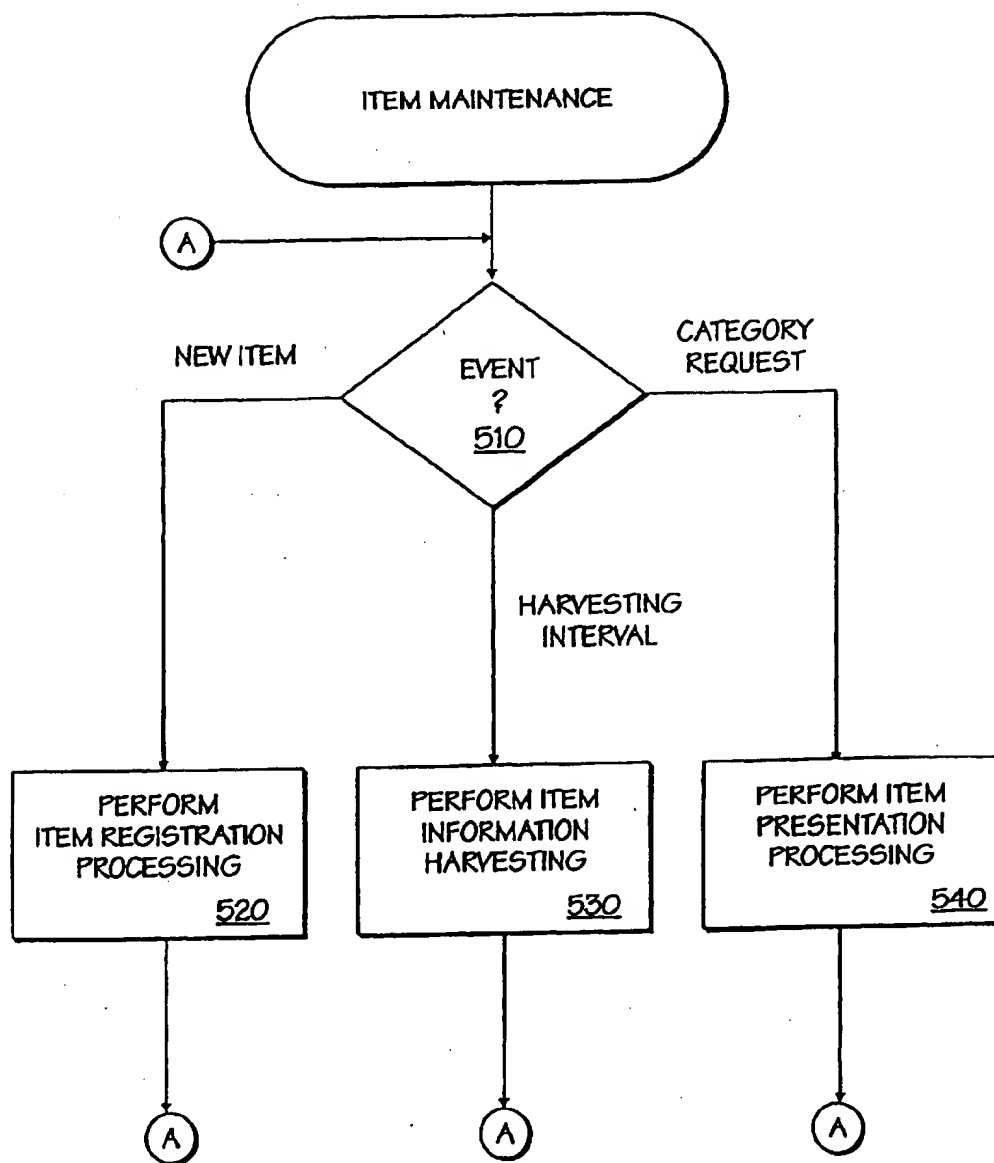 ITEM MAINTENANCE
A
NEW ITEM
EVENT
?
510
CATEGORY
REQUEST
HARVESTING
INTERVAL
PERFORM
ITEM REGISTRATION
PROCESSING
520
PERFORM ITEM
INFORMATION
HARVESTING
530
PERFORM ITEM
PRESENTATION
PROCESSING
540
A
A
A